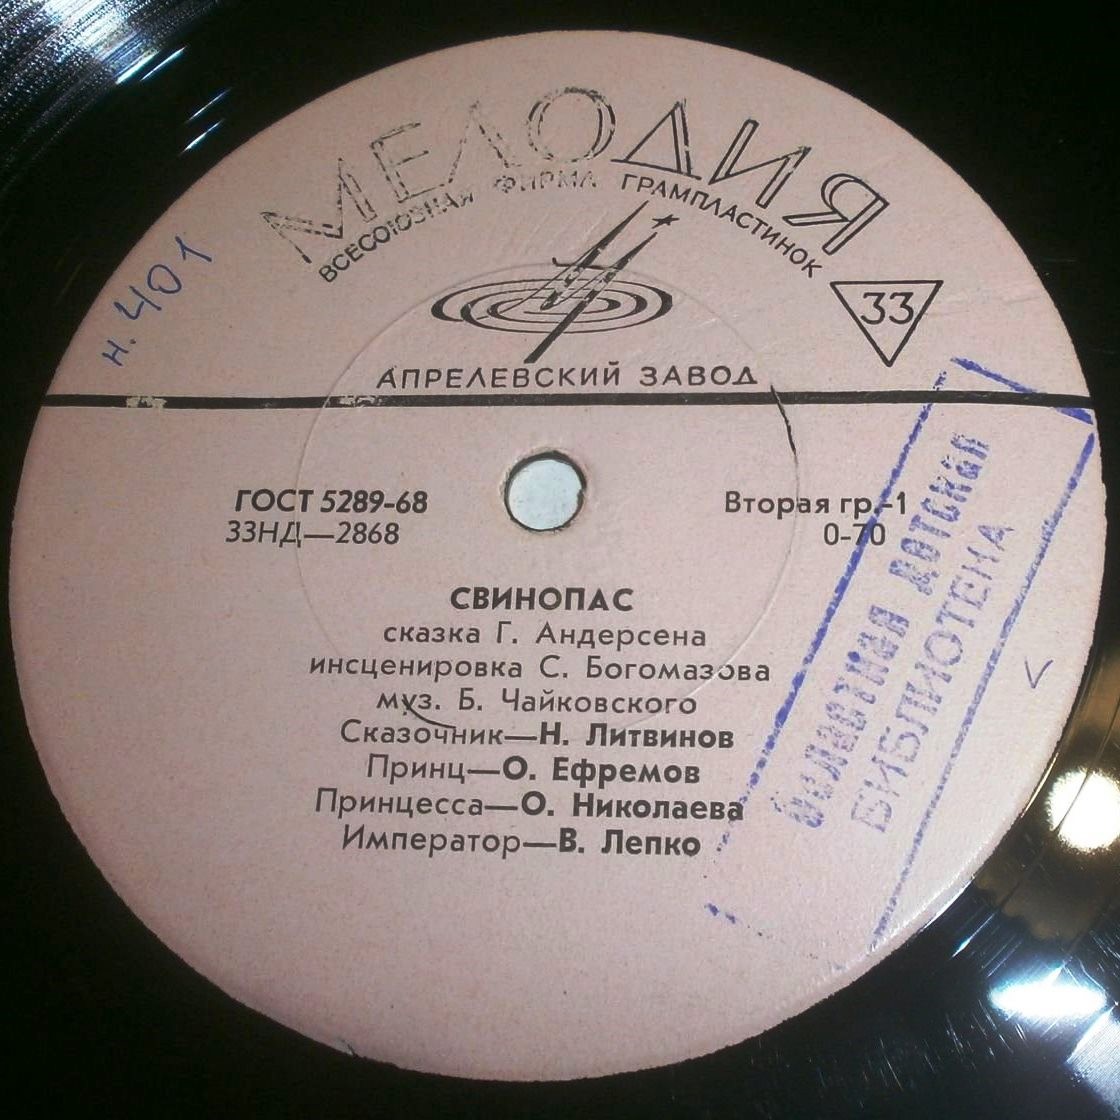 МЕЛОДИЯ
ВСЕСОЮЗНАЯ ФИРМА ГРАМПЛАСТИНОК
33
н. 401
АПРЕЛЕВСКИЙ ЗАВОД
ГОСТ 5289-68
33НД—2868
Вторая гр.-1
0-70
СВИНОПАС
сказка Г. Андерсена
инсценировка С. Богомазова
муз. Б. Чайковского
Сказочник—Н. Литвинов
Принц—О. Ефремов
Принцесса—О. Николаева
Император—В. Лепко
Областная детская
БИБЛИОТЕКА